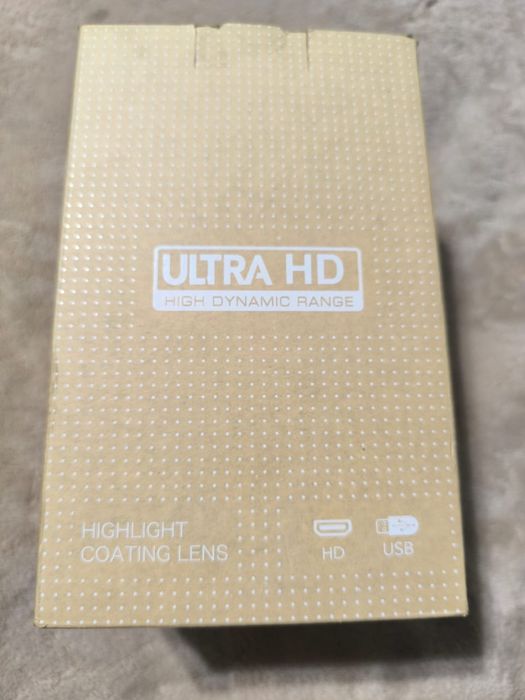 ULTRA HD
HIGH DYNAMIC RANGE
HIGHLIGHT
COATING LENS
HD
USB